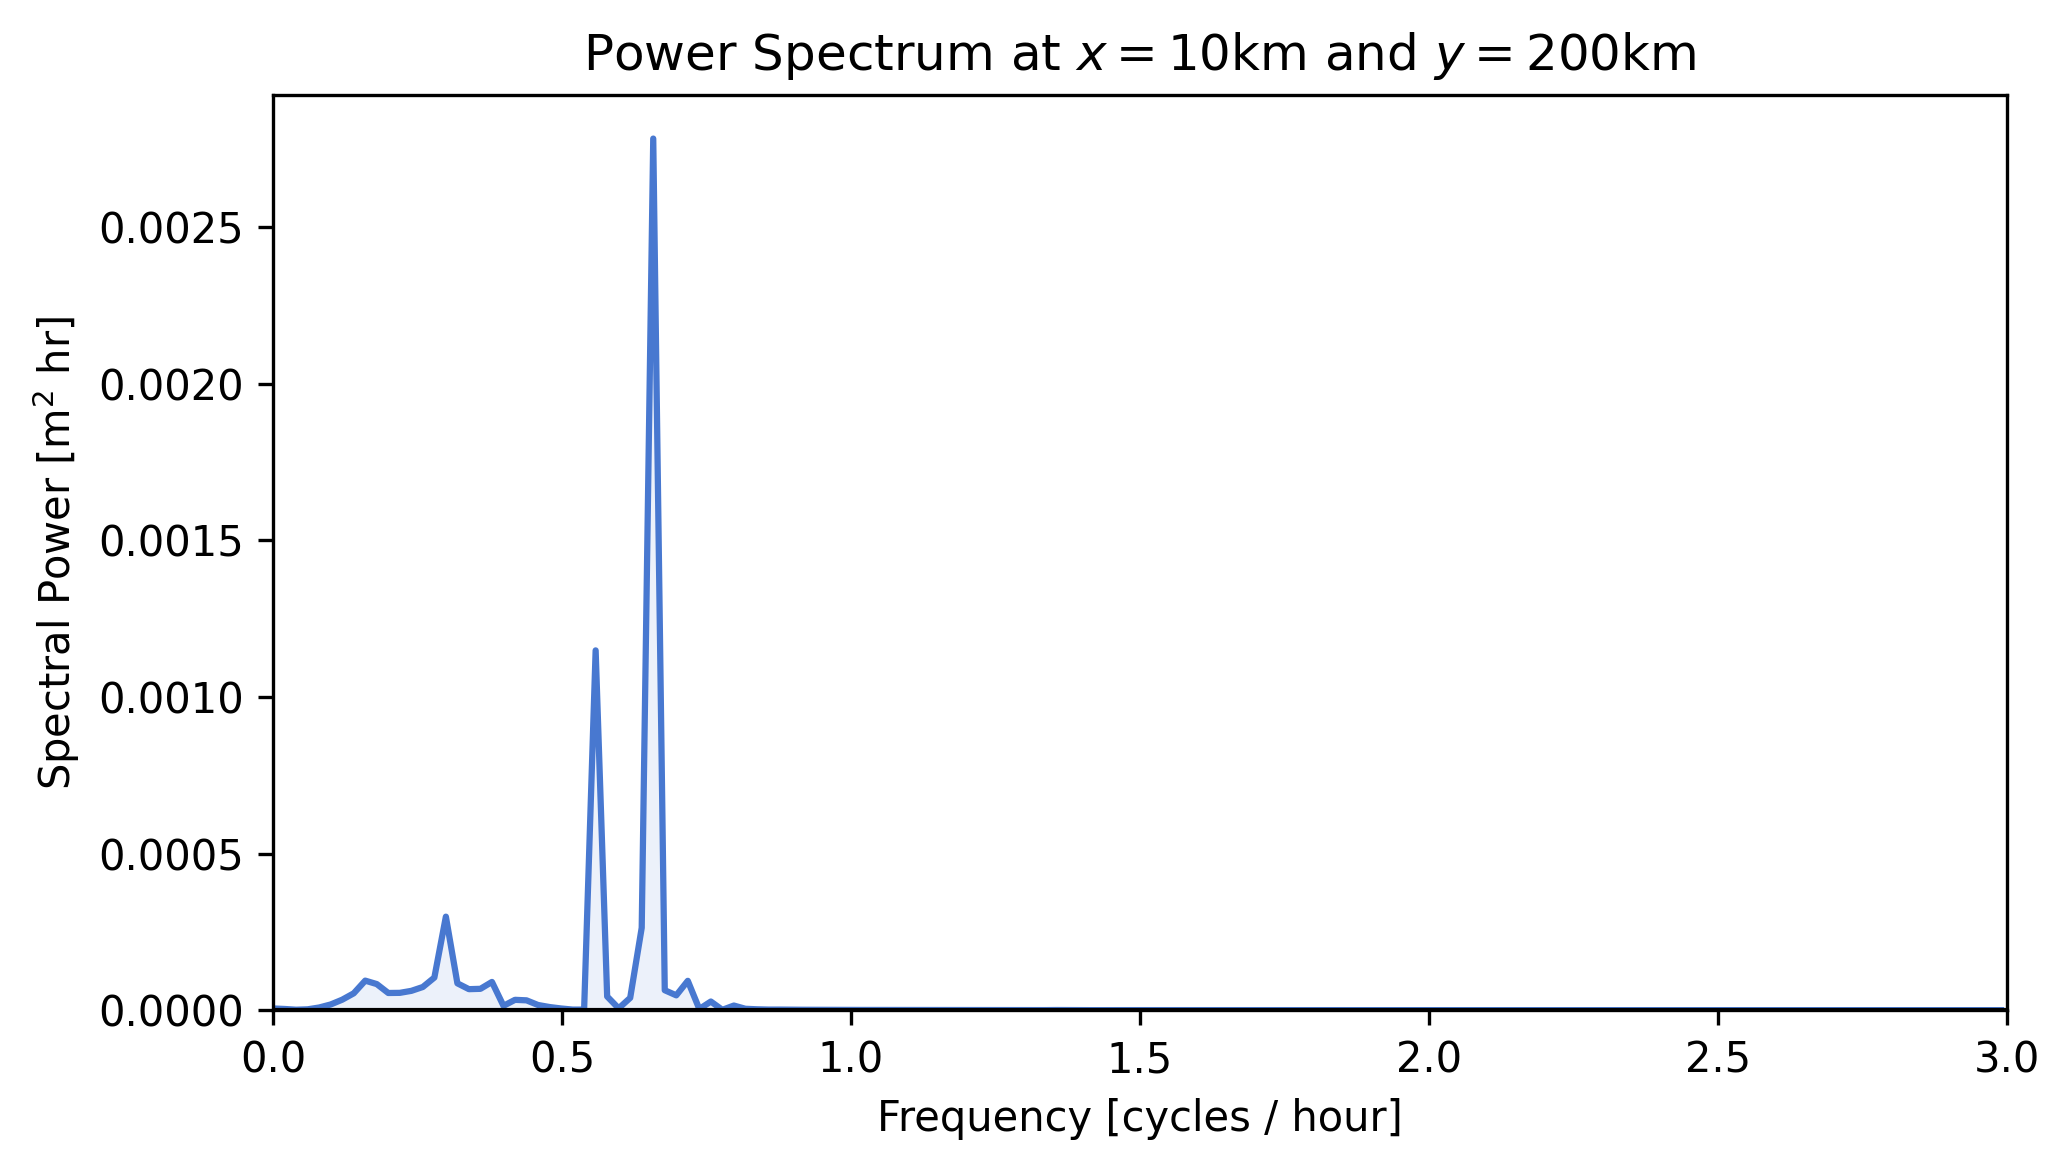 Power Spectrum at x = 10km and y = 200km
Spectral Power [m² hr]
0.0025
0.0020
0.0015
0.0010
0.0005
0.0000
0.0 0.5 1.0 1.5 2.0 2.5 3.0
Frequency [cycles / hour]